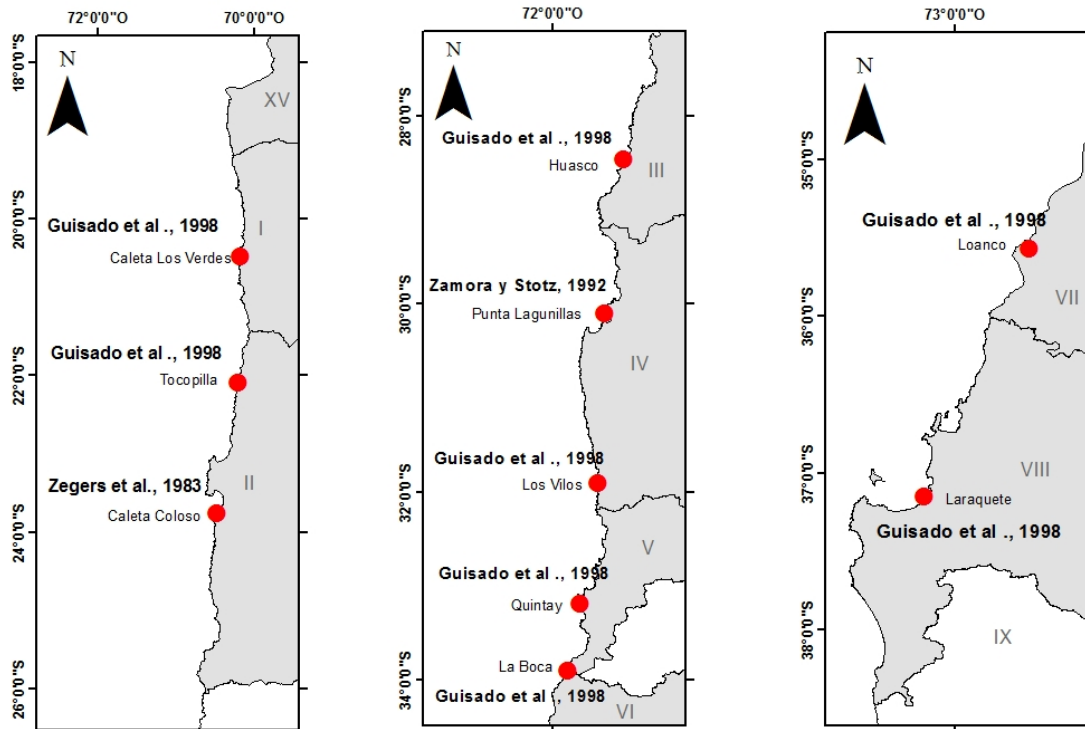 72°0'0"S 70°0'0"S
N
18°0'0"S
XV
20°0'0"S
Guisado et al ., 1998
I
Caleta Los Verdes
Guisado et al ., 1998
22°0'0"S
Tocopilla
Zegers et al., 1983
II
Caleta Coloso
24°0'0"S
26°0'0"S
72°0'0"S
N
28°0'0"S
Guisado et al ., 1998
Huasco
III
Zamora y Stotz, 1992
30°0'0"S
Punta Lagunillas
IV
Guisado et al ., 1998
Los Vilos
32°0'0"S
V
Guisado et al ., 1998
Quintay
La Boca
34°0'0"S
Guisado et al ., 1998
VI
73°0'0"S
N
35°0'0"S
Guisado et al ., 1998
Loanco
VII
36°0'0"S
VIII
37°0'0"S
Laraquete
Guisado et al ., 1998
38°0'0"S
IX